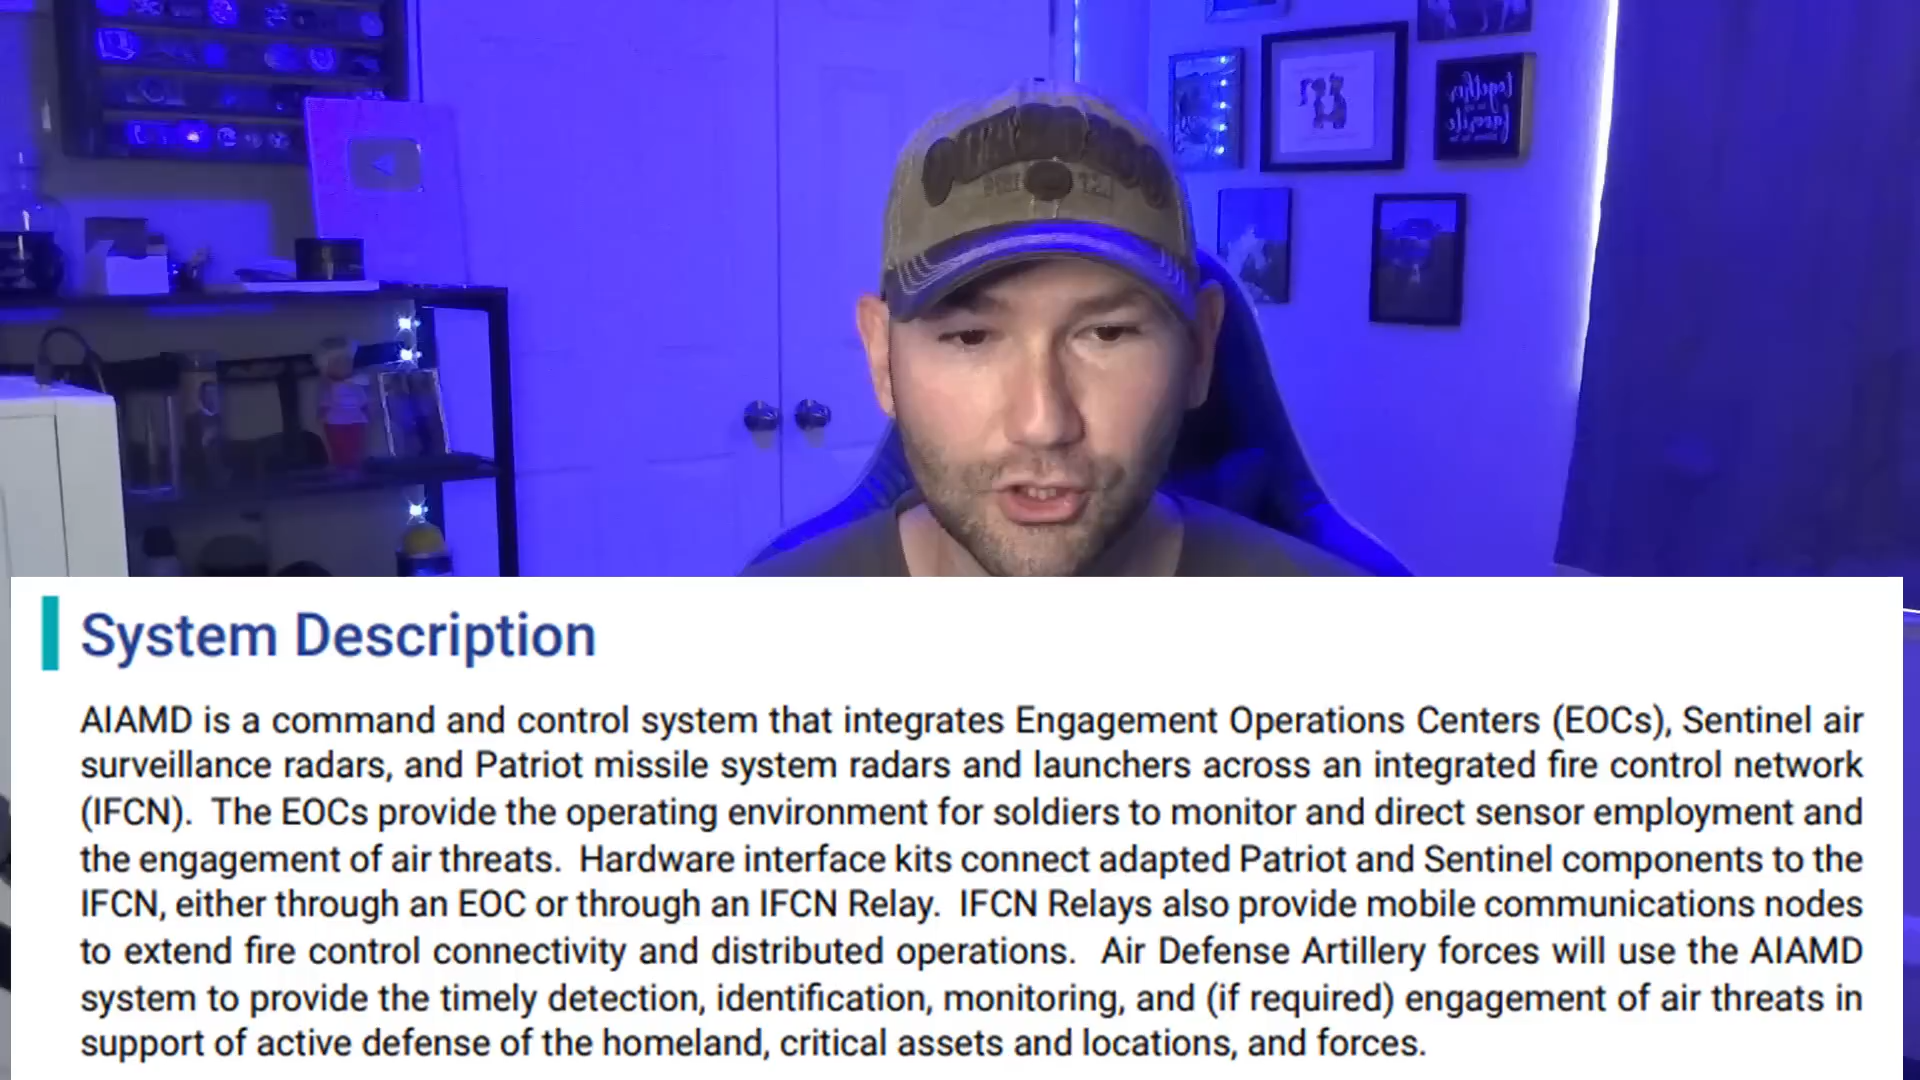 together
favorite
System Description
AIAMD is a command and control system that integrates Engagement Operations Centers (EOCs), Sentinel air
surveillance radars, and Patriot missile system radars and launchers across an integrated fire control network
(IFCN). The EOCs provide the operating environment for soldiers to monitor and direct sensor employment and
the engagement of air threats. Hardware interface kits connect adapted Patriot and Sentinel components to the
IFCN, either through an EOC or through an IFCN Relay. IFCN Relays also provide mobile communications nodes
to extend fire control connectivity and distributed operations. Air Defense Artillery forces will use the AIAMD
system to provide the timely detection, identification, monitoring, and (if required) engagement of air threats in
support of active defense of the homeland, critical assets and locations, and forces.